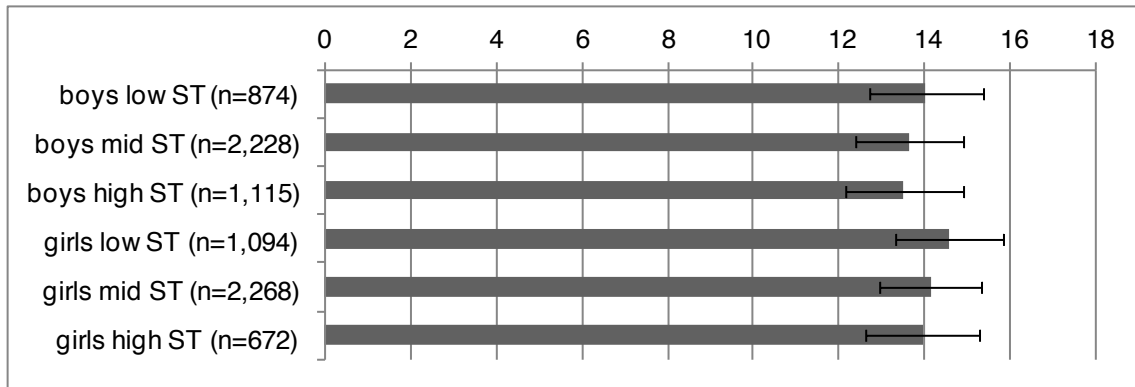 0 2 4 6 8 10 12 14 16 18
boys low ST (n=874)
boys mid ST (n=2,228)
boys high ST (n=1,115)
girls low ST (n=1,094)
girls mid ST (n=2,268)
girls high ST (n=672)